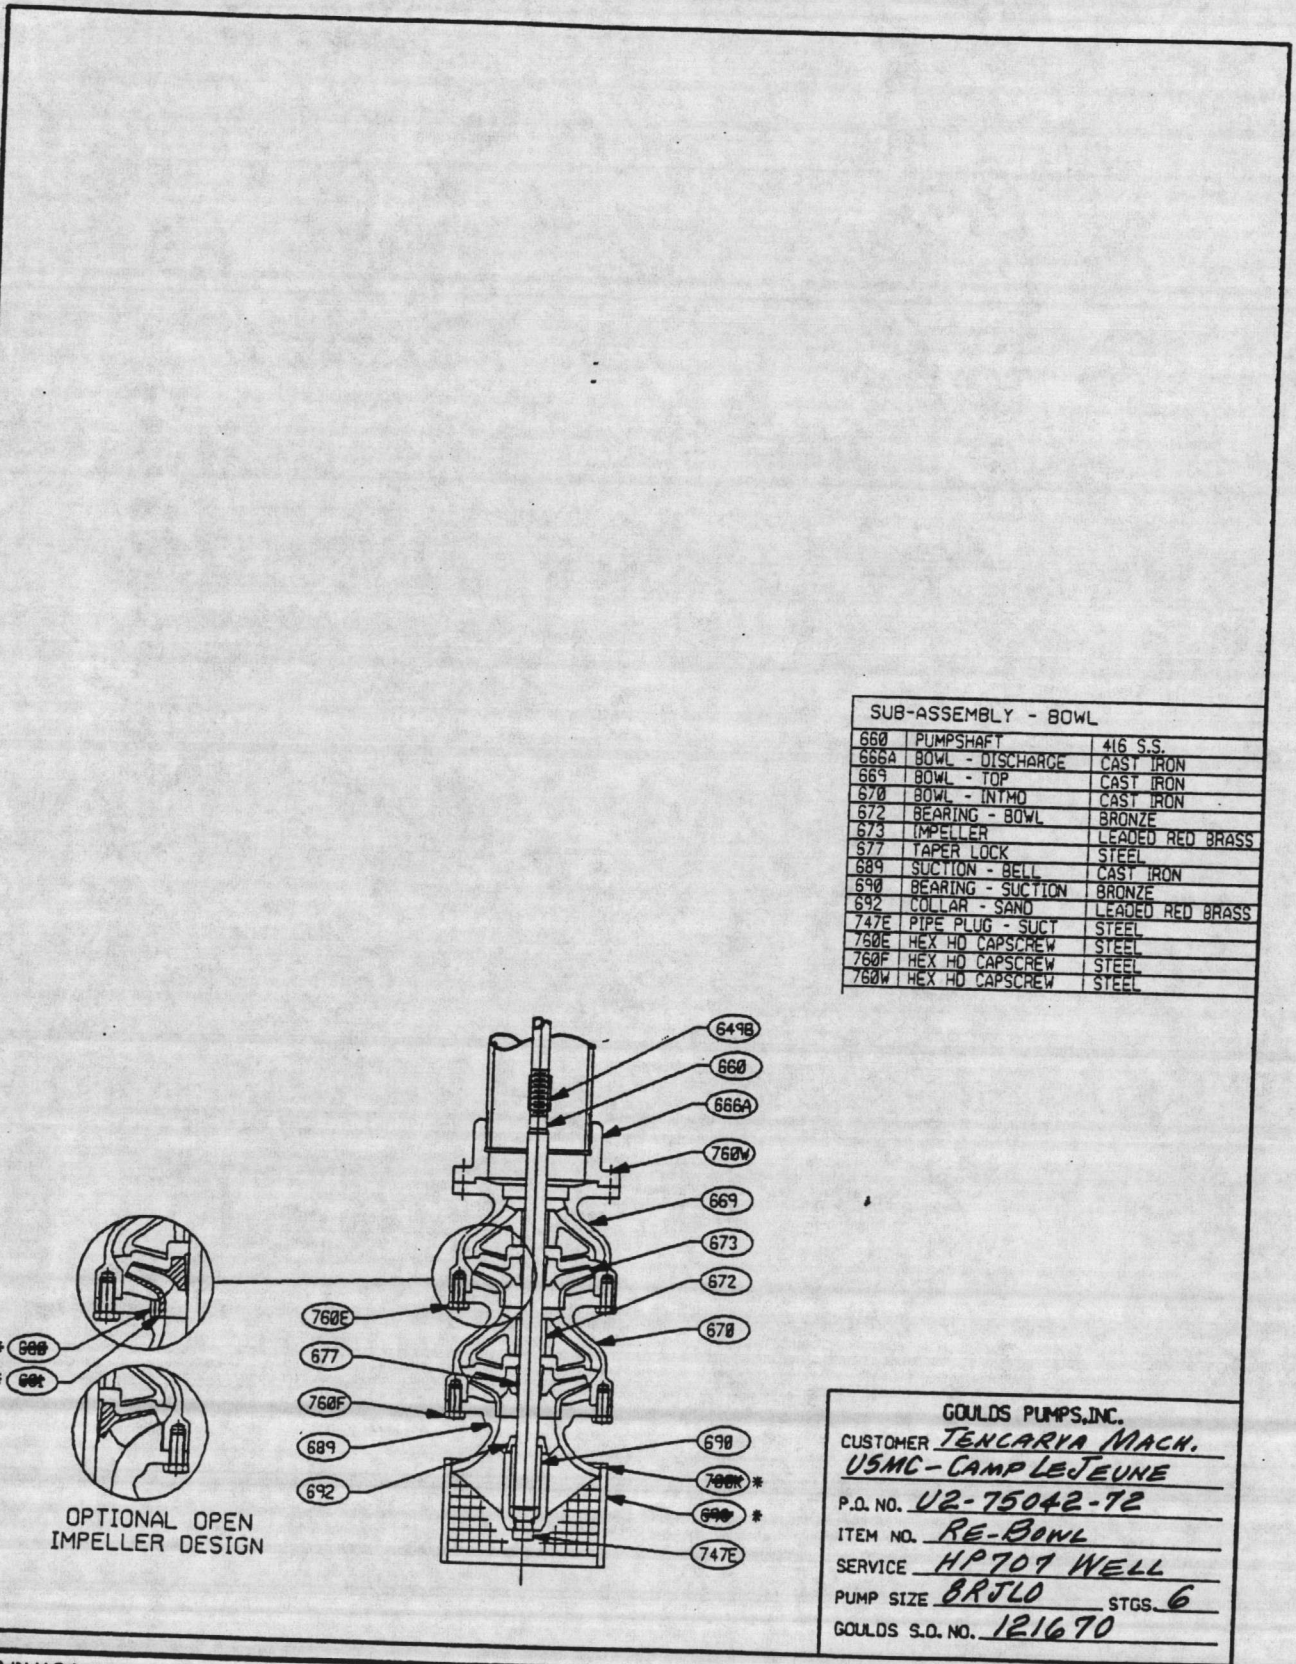 SUB-ASSEMBLY - BOWL
660 PUMPSHAFT 416 S.S.
666A BOWL - DISCHARGE CAST IRON
669 BOWL - TOP CAST IRON
670 BOWL - INTMD CAST IRON
672 BEARING - BOWL BRONZE
673 IMPELLER LEADED RED BRASS
677 TAPER LOCK STEEL
689 SUCTION - BELL CAST IRON
690 BEARING - SUCTION BRONZE
692 COLLAR - SAND LEADED RED BRASS
747E PIPE PLUG - SUCT STEEL
760E HEX HD CAPSCREW STEEL
760F HEX HD CAPSCREW STEEL
760W HEX HD CAPSCREW STEEL
649B
660
666A
760W
669
673
672
670
760E
677
760F
689
692
690
*
*
747E
OPTIONAL OPEN
IMPELLER DESIGN
GOULDS PUMPS,INC.
CUSTOMER TENCARVA MACH.
USMC-CAMP LEJEUNE
P.O. NO. U2-75042-72
ITEM NO. RE-BOWL
SERVICE HP707 WELL
PUMP SIZE 8RJLO STGS. 6
GOULDS S.O. NO. 121670